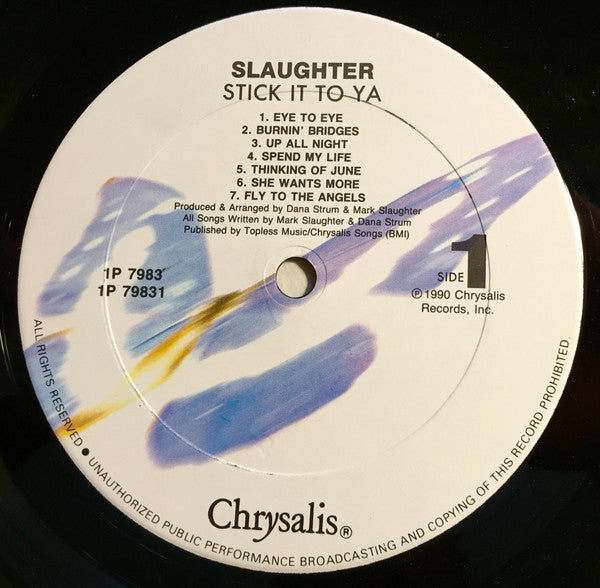 SLAUGHTER
STICK IT TO YA
1. EYE TO EYE
2. BURNIN' BRIDGES
3. UP ALL NIGHT
4. SPEND MY LIFE
5. THINKING OF JUNE
6. SHE WANTS MORE
7. FLY TO THE ANGELS
Produced & Arranged by Dana Strum & Mark Slaughter
All Songs Written by Mark Slaughter & Dana Strum
Published by Topless Music/Chrysalis Songs (BMI)
1P 7983
1P 79831
SIDE 1
℗ 1990 Chrysalis
Records, Inc.
Chrysalis®
ALL RIGHTS RESERVED ● UNAUTHORIZED PUBLIC PERFORMANCE BROADCASTING AND COPYING OF THIS RECORD PROHIBITED.